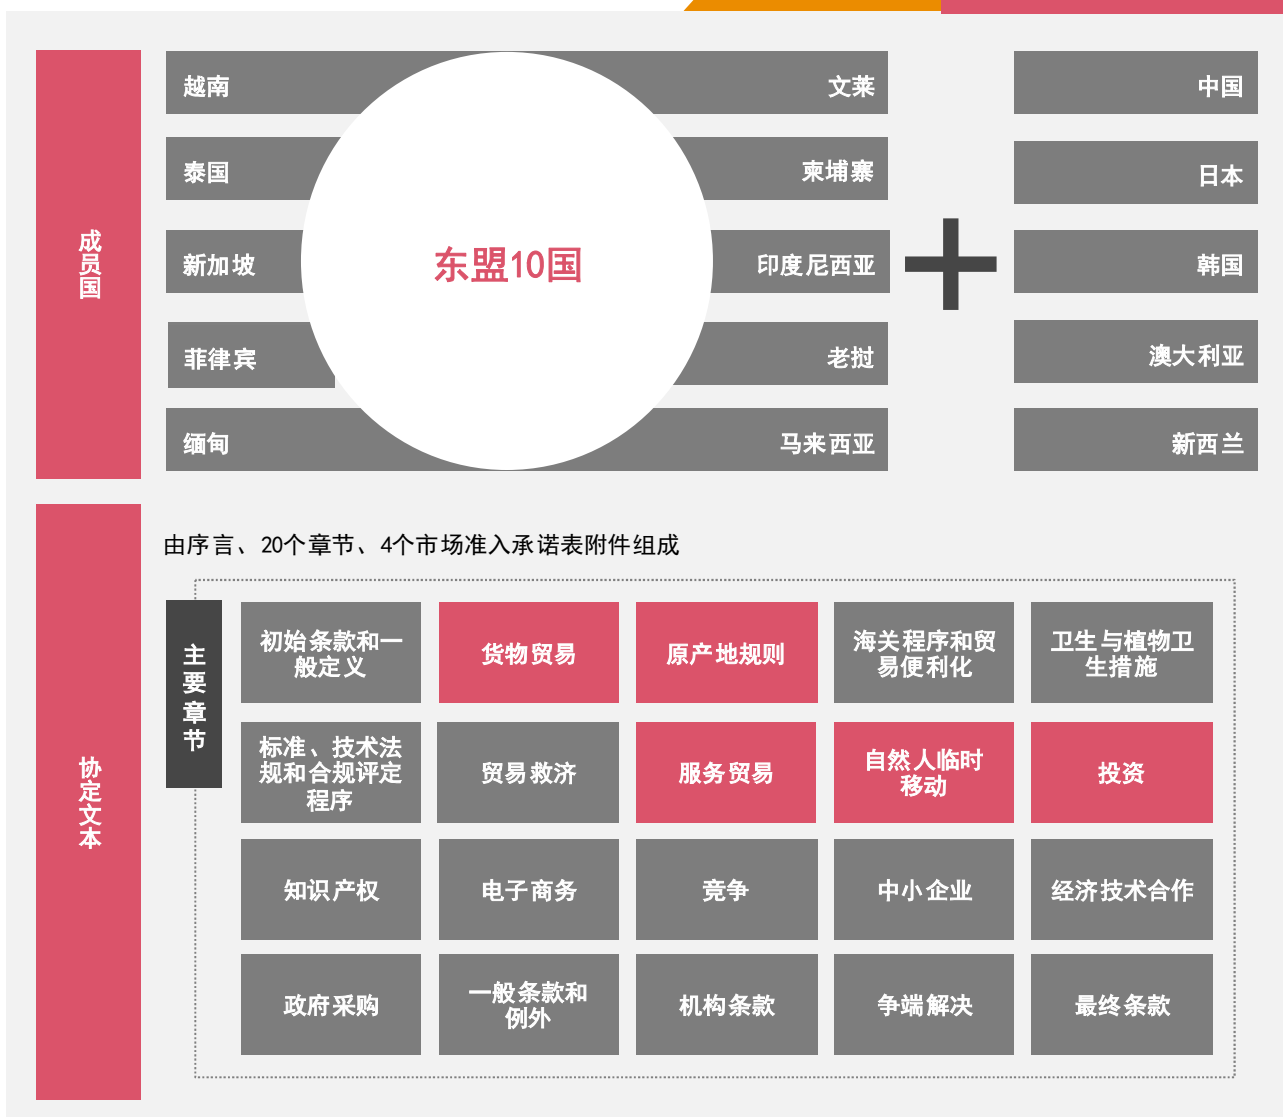 成员国
越南
文莱
中国
泰国
柬埔寨
日本
新加坡
东盟10国
印度尼西亚
韩国
菲律宾
老挝
澳大利亚
缅甸
马来西亚
新西兰
协定文本
由序言、20个章节、4个市场准入承诺表附件组成
主要章节
初始条款和一
般定义
货物贸易
原产地规则
海关程序和贸
易便利化
卫生与植物卫
生措施
标准、技术法
规和合规评定
程序
贸易救济
服务贸易
自然人临时
移动
投资
知识产权
电子商务
竞争
中小企业
经济技术合作
政府采购
一般条款和
例外
机构条款
争端解决
最终条款